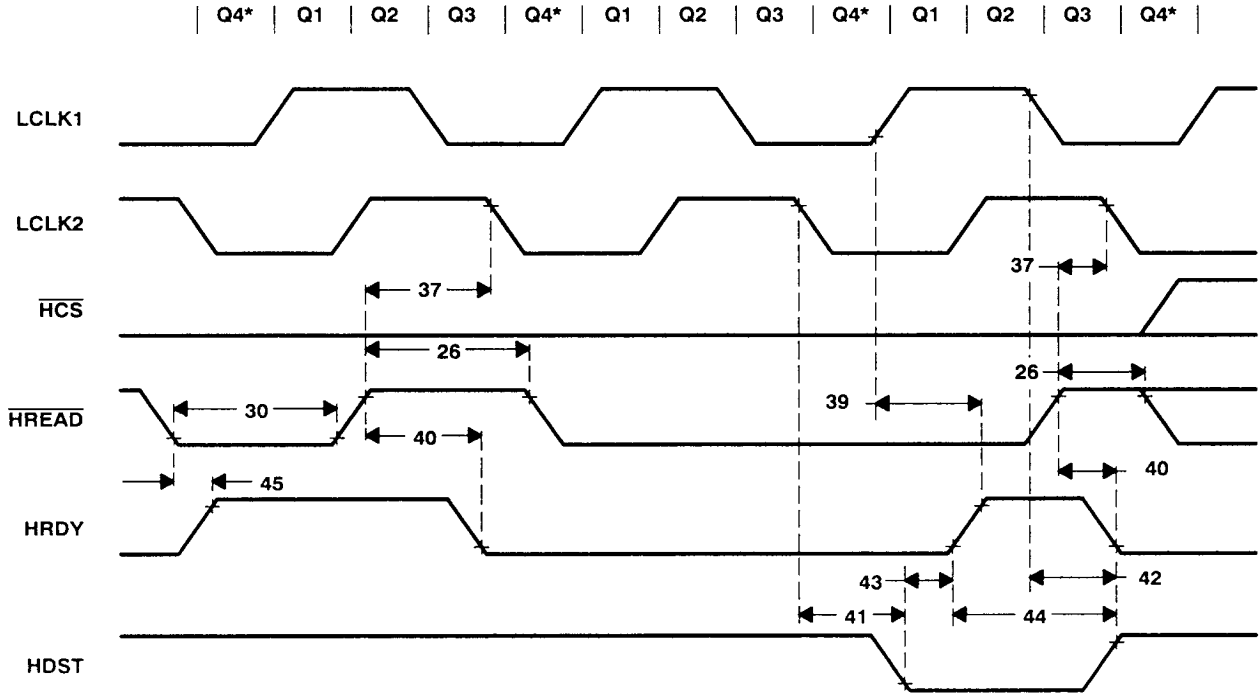 Q4* Q1 Q2 Q3 Q4* Q1 Q2 Q3 Q4* Q1 Q2 Q3 Q4*
LCLK1
LCLK2
37
37
HCS
26
26
HREAD
30
39
40
40
45
HRDY
43
42
41
44
HDST